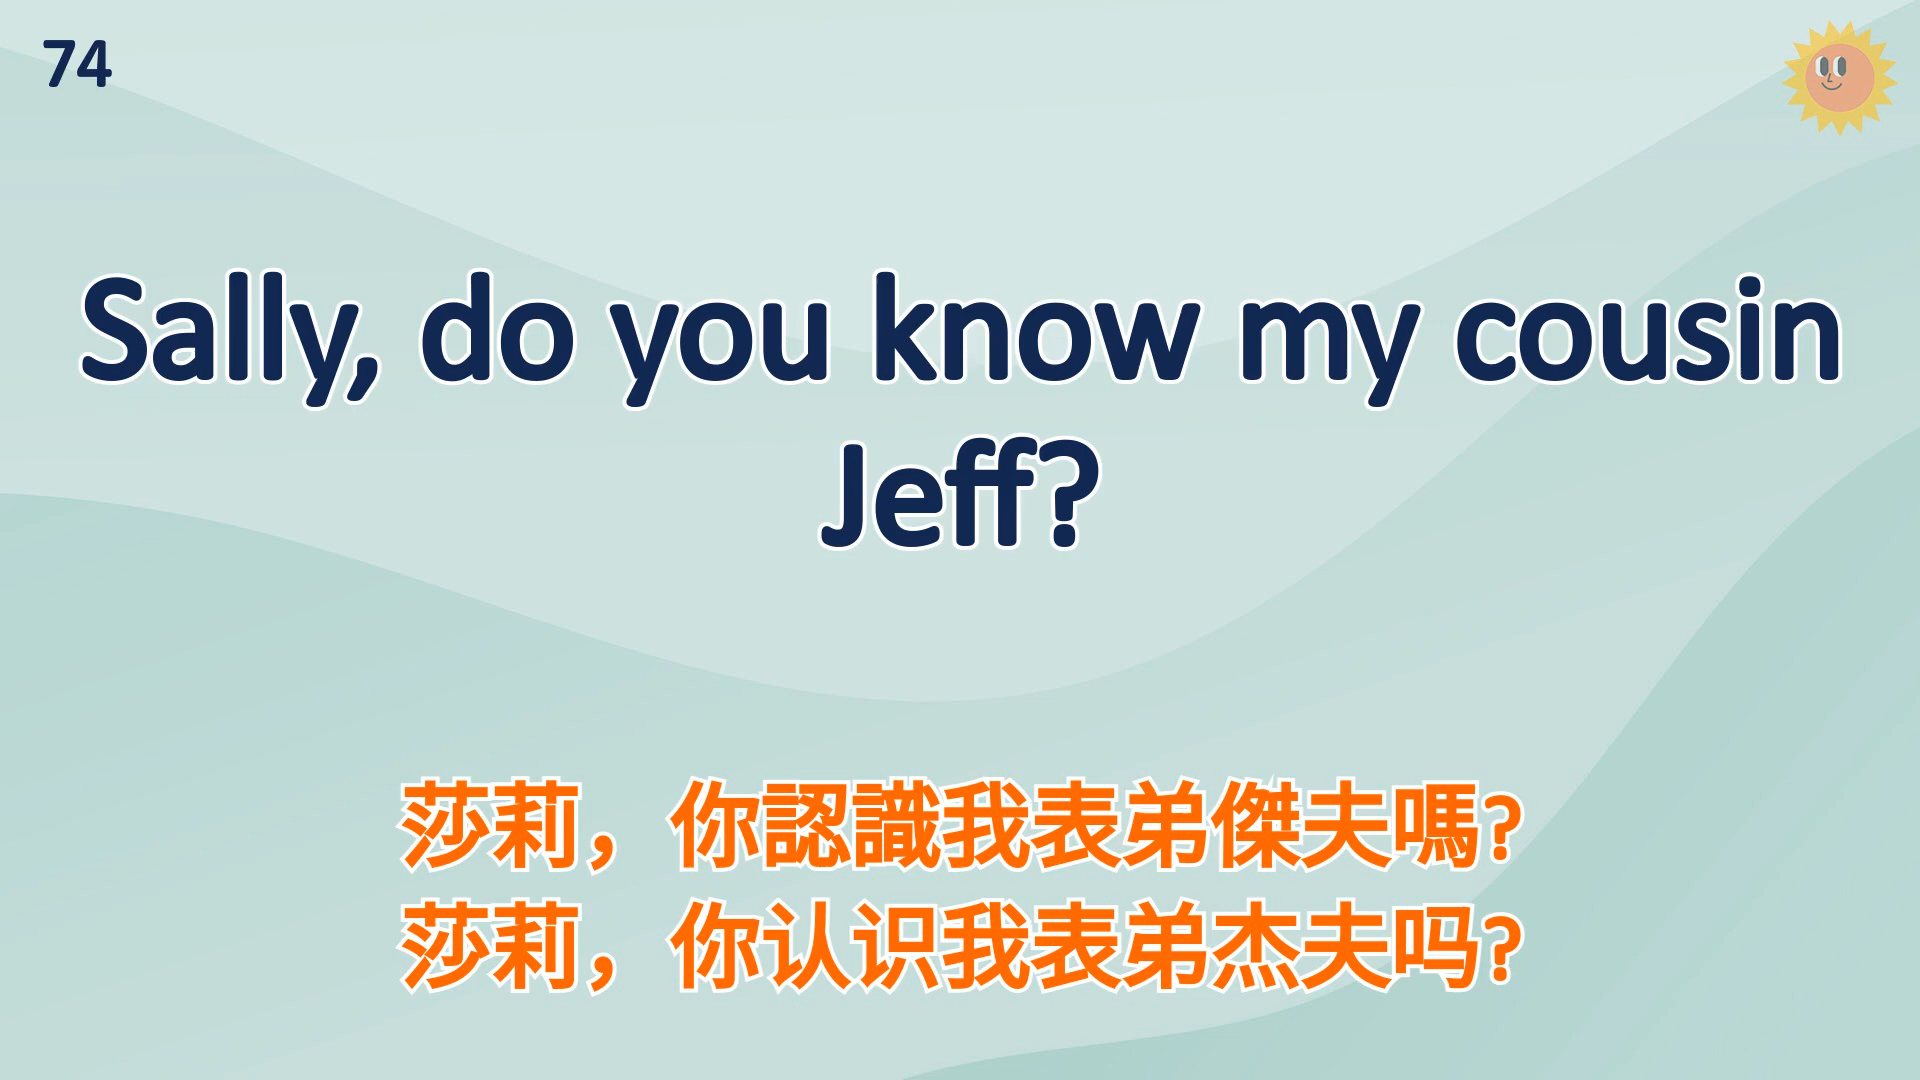 74
Sally, do you know my cousin
Jeff?
莎莉，你認識我表弟傑夫嗎?
莎莉，你认识我表弟杰夫吗?